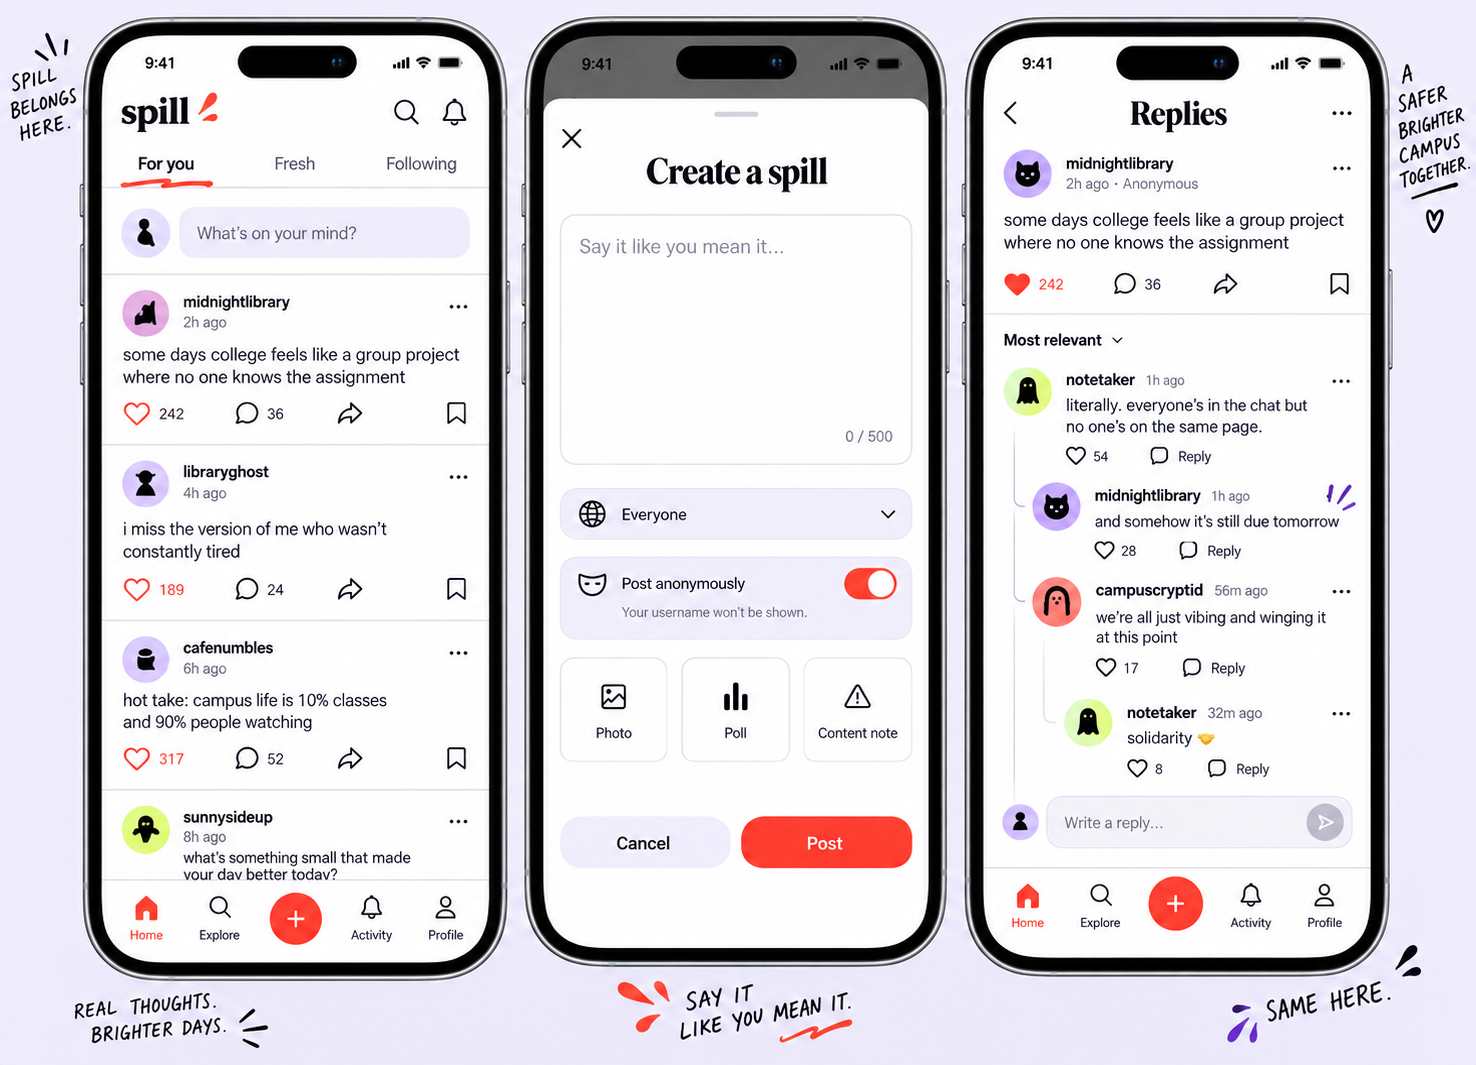 SPILL
BELONGS
HERE.
9:41
spill
For you
Fresh
Following
What's on your mind?
midnightlibrary
2h ago
some days college feels like a group project
where no one knows the assignment
242
36
libraryghost
4h ago
i miss the version of me who wasn't
constantly tired
189
24
cafenumbles
6h ago
hot take: campus life is 10% classes
and 90% people watching
317
52
sunnysideup
8h ago
what's something small that made
your day better today?
Home
Explore
Activity
Profile
REAL THOUGHTS.
BRIGHTER DAYS.
9:41
Create a spill
Say it like you mean it...
0 / 500
Everyone
Post anonymously
Your username won't be shown.
Photo
Poll
Content note
Cancel
Post
SAY IT
LIKE YOU MEAN IT.
9:41
Replies
midnightlibrary
2h ago · Anonymous
some days college feels like a group project
where no one knows the assignment
242
36
Most relevant
notetaker 1h ago
literally. everyone's in the chat but
no one's on the same page.
54
Reply
midnightlibrary 1h ago
and somehow it's still due tomorrow
28
Reply
campuscryptid 56m ago
we're all just vibing and winging it
at this point
17
Reply
notetaker 32m ago
solidarity 🤝
8
Reply
Write a reply...
Home
Explore
Activity
Profile
A
SAFER
BRIGHTER
CAMPUS
TOGETHER.
SAME HERE.